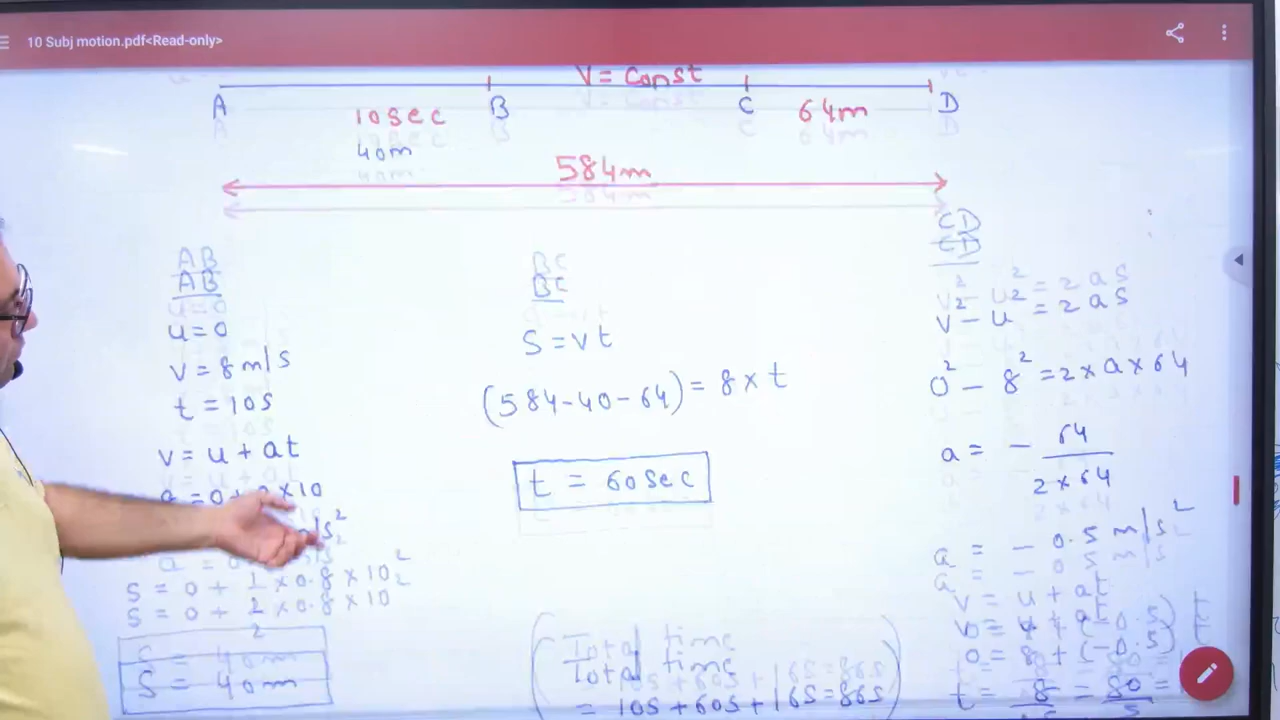 10 Subj motion.pdf<Read-only>
V = Const
A B C D
10sec 64m
40m
584m
AB
u = 0
v = 8m/s
t = 10s
v = u + at
S = 0 + 1/2 × 0.8 × 10²
S = 40m
BC
S = vt
(584-40-64) = 8 × t
t = 60sec
Total time
= 10s + 60s + 16s = 86s
CD
v² - u² = 2as
0² - 8² = 2 × a × 64
a = - 64/2×64
a = - 0.5 m/s²
v = u + at
0 = 8 + (-0.5) t